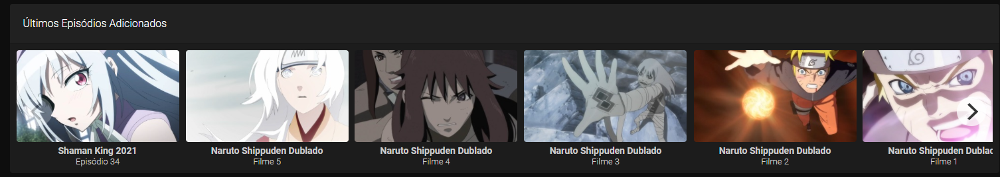 Últimos Episódios Adicionados
Shaman King 2021
Episódio 34
Naruto Shippuden Dublado
Filme 5
Naruto Shippuden Dublado
Filme 4
Naruto Shippuden Dublado
Filme 3
Naruto Shippuden Dublado
Filme 2
Naruto Shippuden Dublac
Filme 1